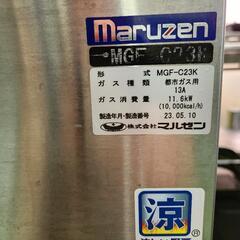 maruzen
MGF-C23K
形式 MGF-C23K
ガス種類 都市ガス用
13A
ガス消費量 11.6kW
(10,000kcal/h)
製造年月・製造番号 23.05.10
株式会社マルゼン
涼
®